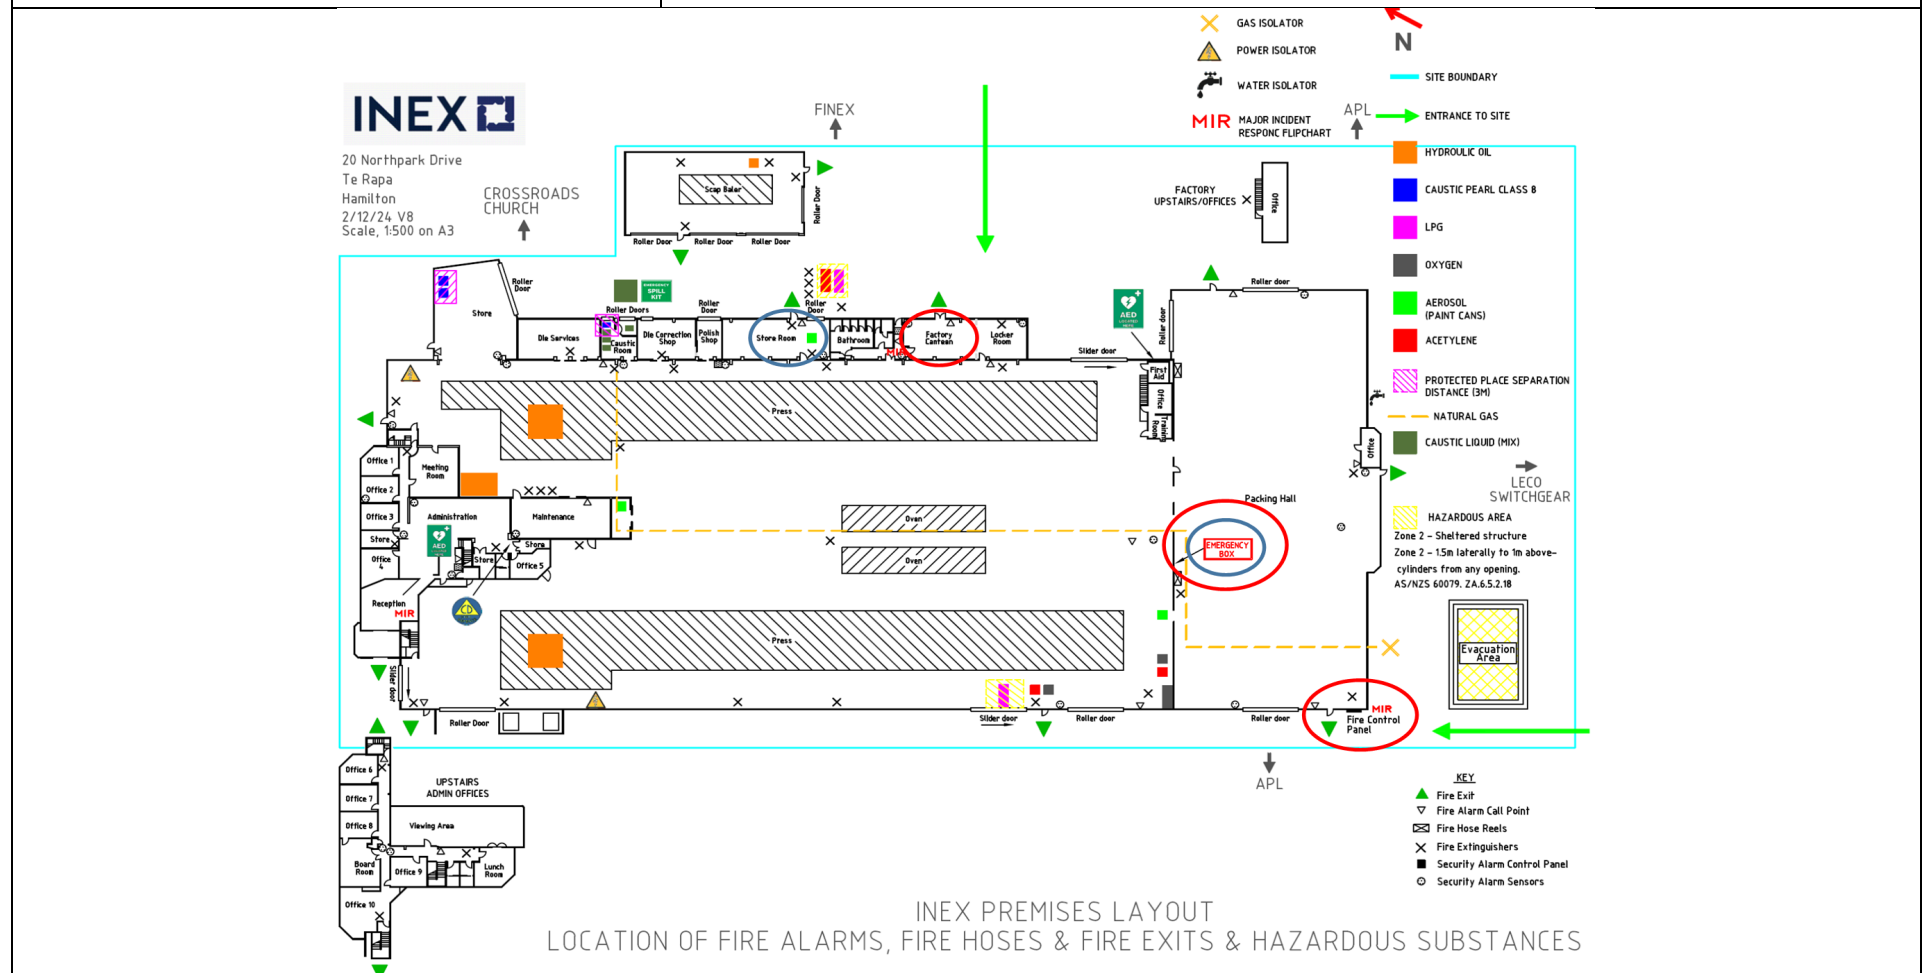 GAS ISOLATOR
POWER ISOLATOR
WATER ISOLATOR
MIR MAJOR INCIDENT
RESPONC FLIPCHART
N
SITE BOUNDARY
ENTRANCE TO SITE
HYDROULIC OIL
CAUSTIC PEARL CLASS 8
LPG
OXYGEN
AEROSOL
(PAINT CANS)
ACETYLENE
PROTECTED PLACE SEPARATION
DISTANCE (3M)
NATURAL GAS
CAUSTIC LIQUID (MIX)
LECO
SWITCHGEAR
HAZARDOUS AREA
Zone 2 - Sheltered structure
Zone 2 - 1.5m laterally to 1m above-
cylinders from any opening.
AS/NZS 60079. ZA.6.5.2.18
Evacuation
Area
INEX
20 Northpark Drive
Te Rapa
Hamilton
2/12/24 V8
Scale, 1:500 on A3
CROSSROADS
CHURCH
FINEX
APL
Scap Baler
Roller Door
Roller Door
Roller Door
Roller Door
FACTORY
UPSTAIRS/OFFICES
Office
Store
Roller
Door
EMERGENCY
SPILL
KIT
Roller Doors
Roller
Door
Roller
Door
Die Services
Caustic
Room
Die Correction
Shop
Polish
Shop
Store Room
Bathroom
MIR
Factory
Canteen
Locker
Room
Slider door
AED
Roller door
Roller door
First
Aid
Office
Training
Room
Press
Office
Office 1
Office 2
Office 3
Store
Office
4
Meeting
Room
Administration
AED
Maintenance
Store
Store
Office 5
Reception
MIR
CD
Oven
Oven
Packing Hall
EMERGENCY
BOX
Press
Slider door
Roller Door
Slider door
Roller door
Roller door
MIR
Fire Control
Panel
APL
Office 6
Office 7
Office 8
Board
Room
Office 9
Office 10
UPSTAIRS
ADMIN OFFICES
Viewing Area
Lunch
Room
KEY
Fire Exit
Fire Alarm Call Point
Fire Hose Reels
Fire Extinguishers
Security Alarm Control Panel
Security Alarm Sensors
INEX PREMISES LAYOUT
LOCATION OF FIRE ALARMS, FIRE HOSES & FIRE EXITS & HAZARDOUS SUBSTANCES